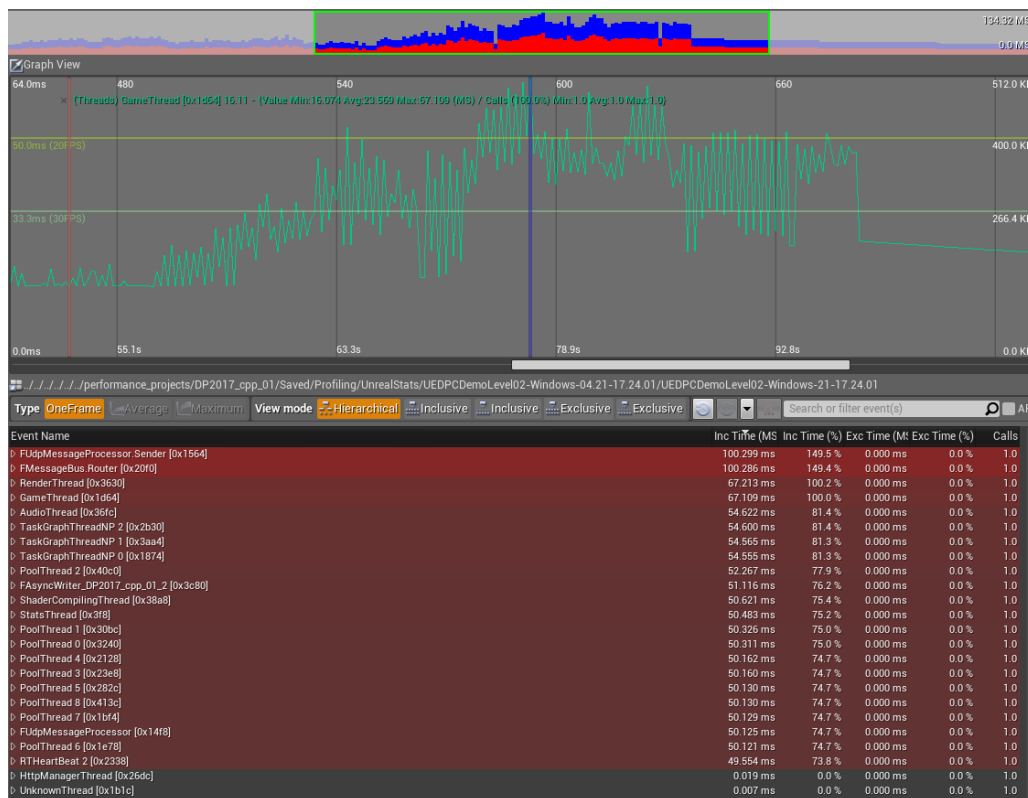 134.32 MS
0.0 MS
Graph View
64.0ms 480 540 600 660 512.0 K
× (Threads) GameThread [0x1d64] 16.11 - (Value Min:16.074 Avg:23.569 Max:67.109 (MS) / Calls (100.0%) Min:1.0 Avg:1.0 Max:1.0)
50.0ms (20FPS) 400.0 K
33.3ms (30FPS) 266.4 K
0.0ms 55.1s 63.3s 78.9s 92.8s 0.0 K
../../../../../../performance_projects/DP2017_cpp_01/Saved/Profiling/UnrealStats/UEDPCDemoLevel02-Windows-04.21-17.24.01/UEDPCDemoLevel02-Windows-21-17.24.01
Type OneFrame Average Maximum View mode Hierarchical Inclusive Inclusive Exclusive Exclusive Search or filter event(s)
Event Name Inc Time (MS Inc Time (%) Exc Time (MS Exc Time (%) Calls
FUdpMessageProcessor.Sender [0x1564] 100.299 ms 149.5 % 0.000 ms 0.0 % 1.0
FMessageBus.Router [0x20f0] 100.286 ms 149.4 % 0.000 ms 0.0 % 1.0
RenderThread [0x3630] 67.213 ms 100.2 % 0.000 ms 0.0 % 1.0
GameThread [0x1d64] 67.109 ms 100.0 % 0.000 ms 0.0 % 1.0
AudioThread [0x36fc] 54.622 ms 81.4 % 0.000 ms 0.0 % 1.0
TaskGraphThreadNP 2 [0x2b30] 54.600 ms 81.4 % 0.000 ms 0.0 % 1.0
TaskGraphThreadNP 1 [0x3aa4] 54.565 ms 81.3 % 0.000 ms 0.0 % 1.0
TaskGraphThreadNP 0 [0x1874] 54.555 ms 81.3 % 0.000 ms 0.0 % 1.0
PoolThread 2 [0x40c0] 52.267 ms 77.9 % 0.000 ms 0.0 % 1.0
FAsyncWriter_DP2017_cpp_01_2 [0x3c80] 51.116 ms 76.2 % 0.000 ms 0.0 % 1.0
ShaderCompilingThread [0x38a8] 50.621 ms 75.4 % 0.000 ms 0.0 % 1.0
StatsThread [0x3f8] 50.483 ms 75.2 % 0.000 ms 0.0 % 1.0
PoolThread 1 [0x30bc] 50.326 ms 75.0 % 0.000 ms 0.0 % 1.0
PoolThread 0 [0x3240] 50.311 ms 75.0 % 0.000 ms 0.0 % 1.0
PoolThread 4 [0x2128] 50.162 ms 74.7 % 0.000 ms 0.0 % 1.0
PoolThread 3 [0x23e8] 50.160 ms 74.7 % 0.000 ms 0.0 % 1.0
PoolThread 5 [0x282c] 50.130 ms 74.7 % 0.000 ms 0.0 % 1.0
PoolThread 8 [0x413c] 50.130 ms 74.7 % 0.000 ms 0.0 % 1.0
PoolThread 7 [0x1bf4] 50.129 ms 74.7 % 0.000 ms 0.0 % 1.0
FUdpMessageProcessor [0x14f8] 50.125 ms 74.7 % 0.000 ms 0.0 % 1.0
PoolThread 6 [0x1e78] 50.121 ms 74.7 % 0.000 ms 0.0 % 1.0
RTHeartBeat 2 [0x2338] 49.554 ms 73.8 % 0.000 ms 0.0 % 1.0
HttpManagerThread [0x26dc] 0.019 ms 0.0 % 0.000 ms 0.0 % 1.0
UnknownThread [0x1b1c] 0.007 ms 0.0 % 0.000 ms 0.0 % 1.0